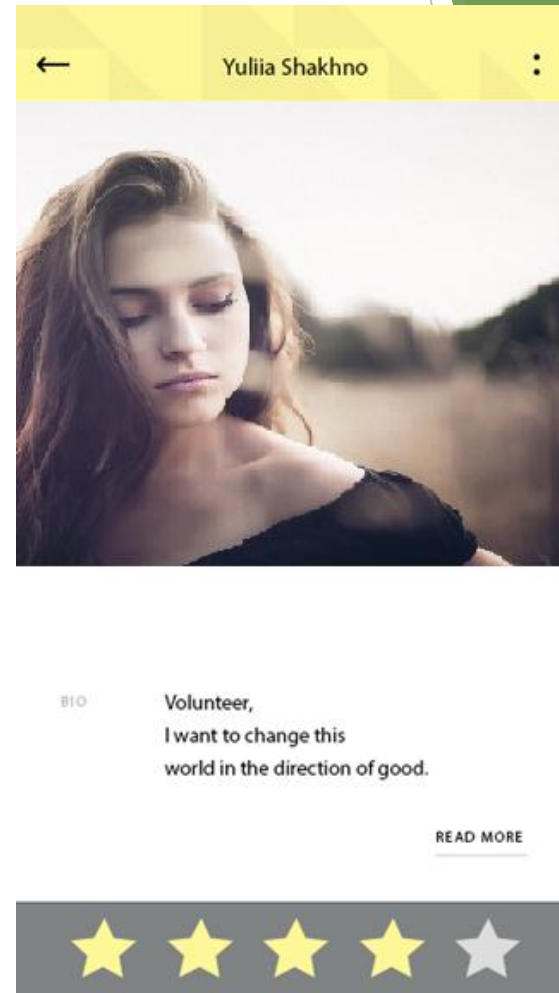 Yuliia Shakhno
BIO
Volunteer,
I want to change this
world in the direction of good.
READ MORE